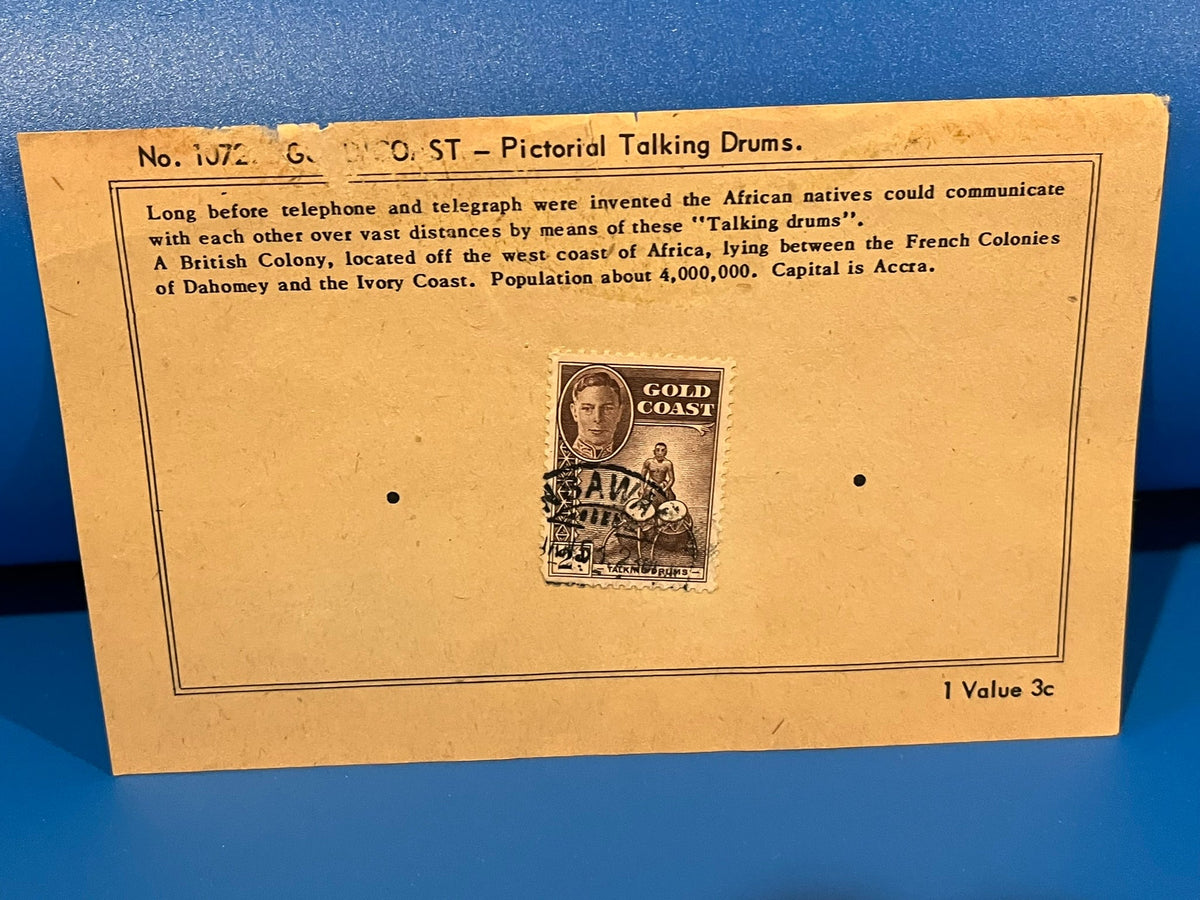 No. 1072. G COAST – Pictorial Talking Drums.
Long before telephone and telegraph were invented the African natives could communicate
with each other over vast distances by means of these "Talking drums".
A British Colony, located off the west coast of Africa, lying between the French Colonies
of Dahomey and the Ivory Coast. Population about 4,000,000. Capital is Accra.
GOLD
COAST
TALKING DRUMS
1 Value 3c